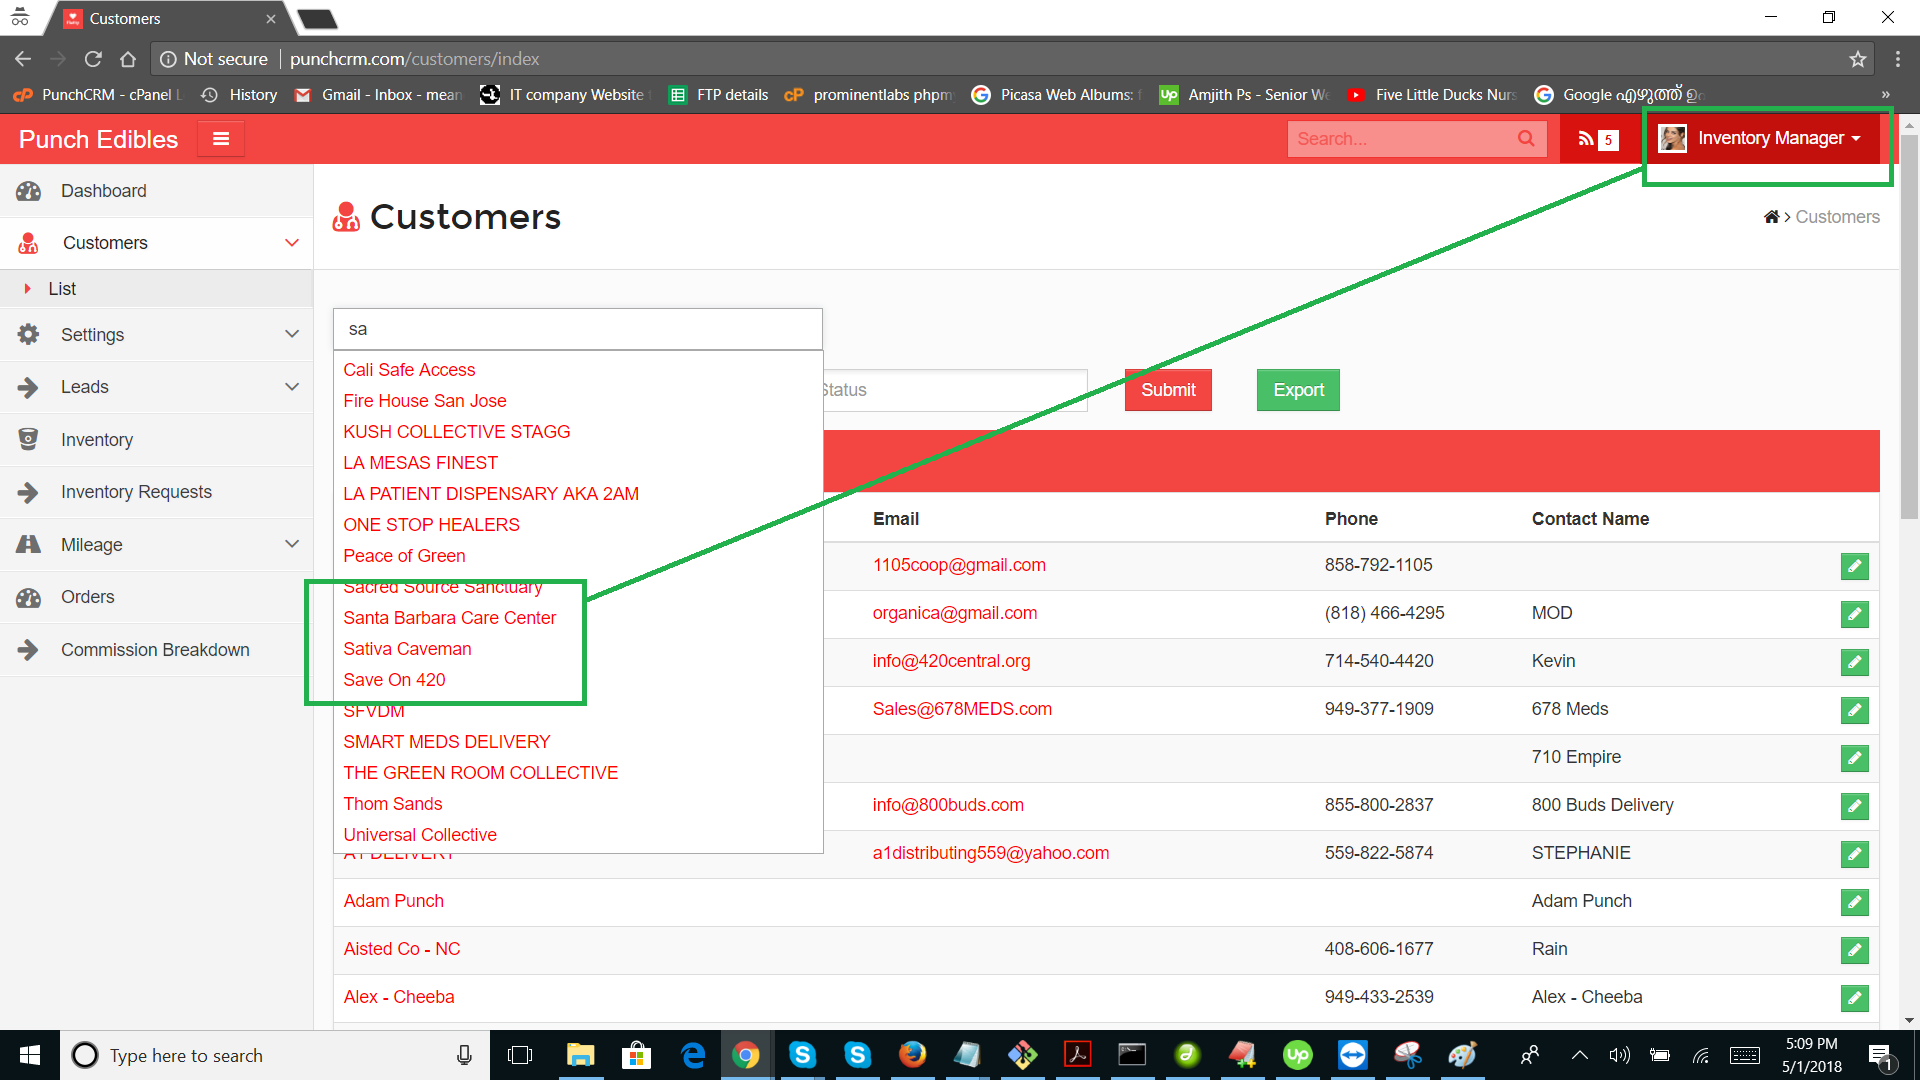 Customers
Not secure punchcrm.com/customers/index
PunchCRM - cPanel L History Gmail - Inbox - mean IT company Website FTP details prominentlabs phpm Picasa Web Albums: Amjith Ps - Senior We Five Little Ducks Nurs Google എഴുത്ത് ഉ
Punch Edibles Search... 5 Inventory Manager
Dashboard
Customers
List
Settings
Leads
Inventory
Inventory Requests
Mileage
Orders
Commission Breakdown
Customers
Customers
sa
Cali Safe Access
Fire House San Jose
KUSH COLLECTIVE STAGG
LA MESAS FINEST
LA PATIENT DISPENSARY AKA 2AM
ONE STOP HEALERS
Peace of Green
Sacred Source Sanctuary
Santa Barbara Care Center
Sativa Caveman
Save On 420
SFVDM
SMART MEDS DELIVERY
THE GREEN ROOM COLLECTIVE
Thom Sands
Universal Collective
Status Submit Export
Email Phone Contact Name
1105coop@gmail.com 858-792-1105
organica@gmail.com (818) 466-4295 MOD
info@420central.org 714-540-4420 Kevin
Sales@678MEDS.com 949-377-1909 678 Meds
710 Empire
info@800buds.com 855-800-2837 800 Buds Delivery
A1 DELIVERY a1distributing559@yahoo.com 559-822-5874 STEPHANIE
Adam Punch Adam Punch
Aisted Co - NC 408-606-1677 Rain
Alex - Cheeba 949-433-2539 Alex - Cheeba
Type here to search
5:09 PM
5/1/2018
1